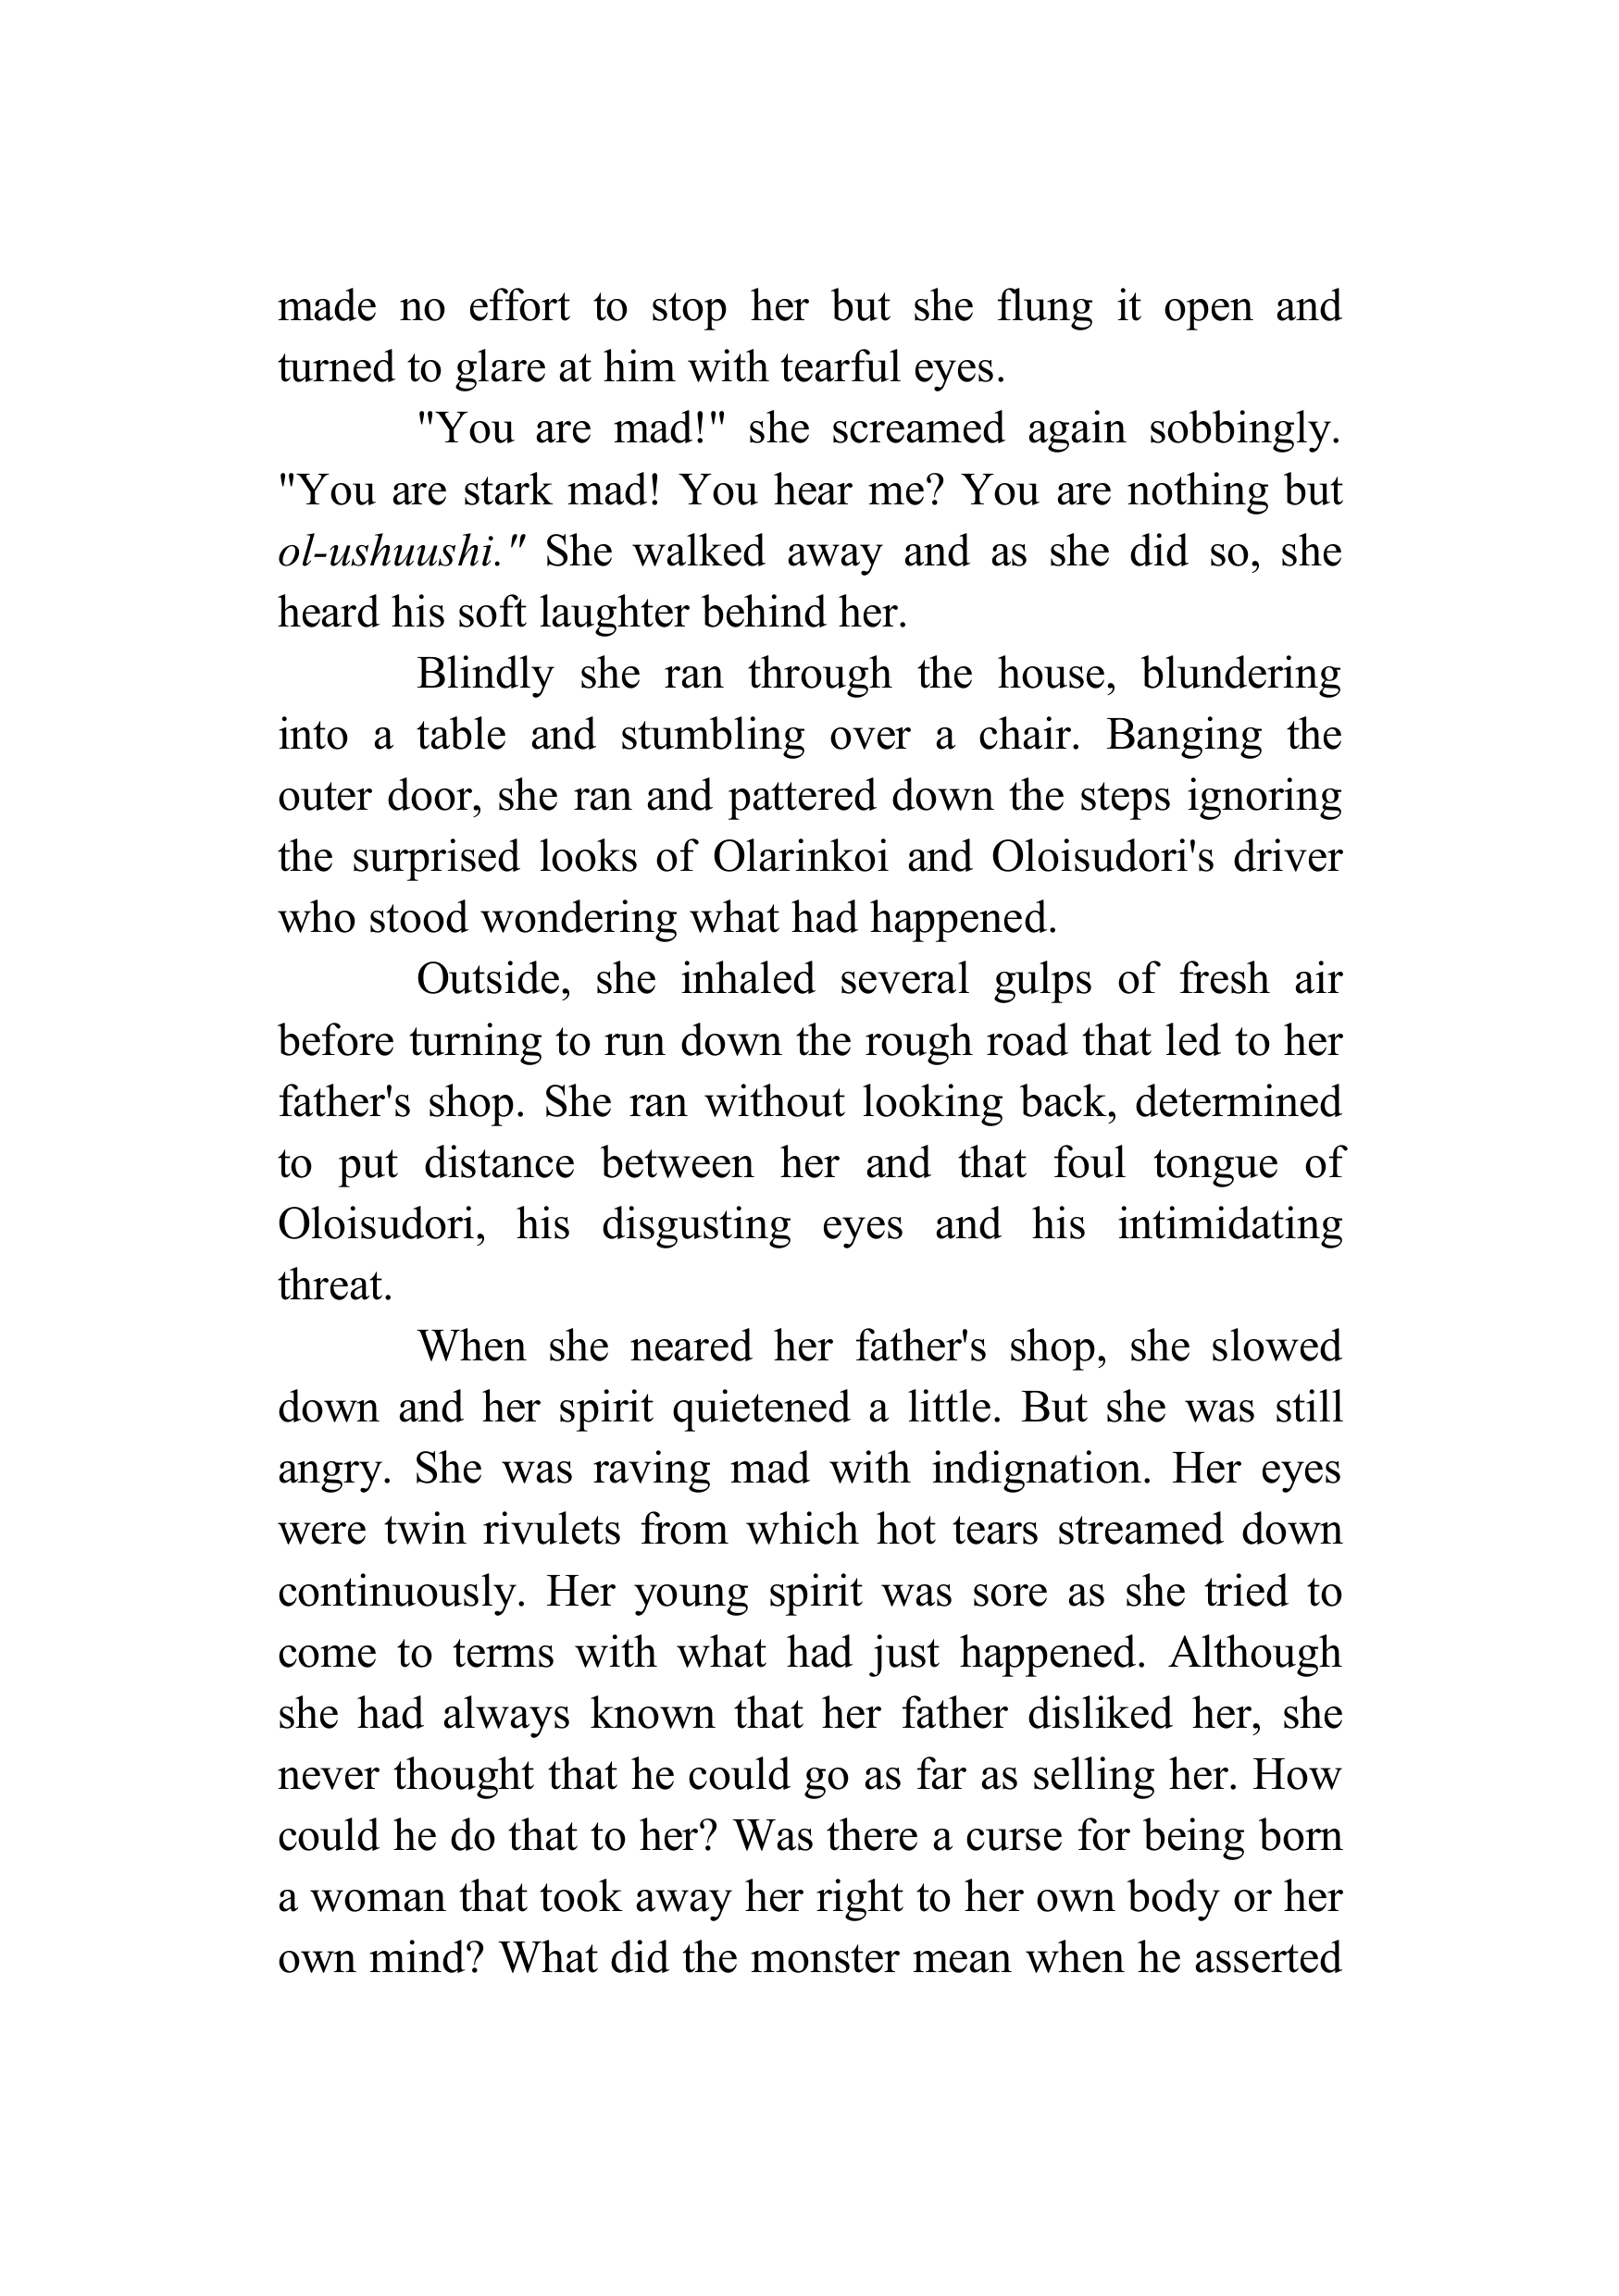 made no effort to stop her but she flung it open and
turned to glare at him with tearful eyes.
"You are mad!" she screamed again sobbingly.
"You are stark mad! You hear me? You are nothing but
ol-ushuushi." She walked away and as she did so, she
heard his soft laughter behind her.
Blindly she ran through the house, blundering
into a table and stumbling over a chair. Banging the
outer door, she ran and pattered down the steps ignoring
the surprised looks of Olarinkoi and Oloisudori's driver
who stood wondering what had happened.
Outside, she inhaled several gulps of fresh air
before turning to run down the rough road that led to her
father's shop. She ran without looking back, determined
to put distance between her and that foul tongue of
Oloisudori, his disgusting eyes and his intimidating
threat.
When she neared her father's shop, she slowed
down and her spirit quietened a little. But she was still
angry. She was raving mad with indignation. Her eyes
were twin rivulets from which hot tears streamed down
continuously. Her young spirit was sore as she tried to
come to terms with what had just happened. Although
she had always known that her father disliked her, she
never thought that he could go as far as selling her. How
could he do that to her? Was there a curse for being born
a woman that took away her right to her own body or her
own mind? What did the monster mean when he asserted